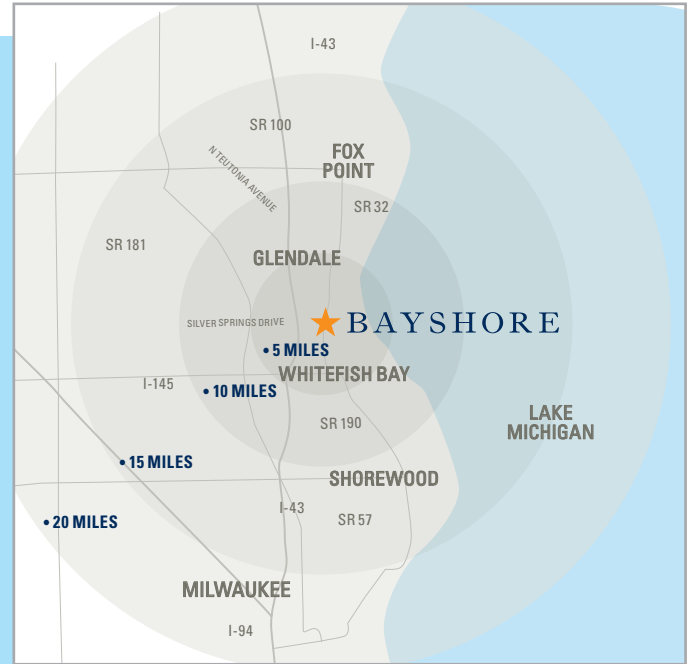 I-43
SR 100
FOX
POINT
N TEUTONIA AVENUE
SR 32
SR 181
GLENDALE
SILVER SPRINGS DRIVE
BAYSHORE
• 5 MILES
WHITEFISH BAY
I-145
• 10 MILES
SR 190
LAKE
MICHIGAN
• 15 MILES
SHOREWOOD
I-43
SR 57
• 20 MILES
MILWAUKEE
I-94